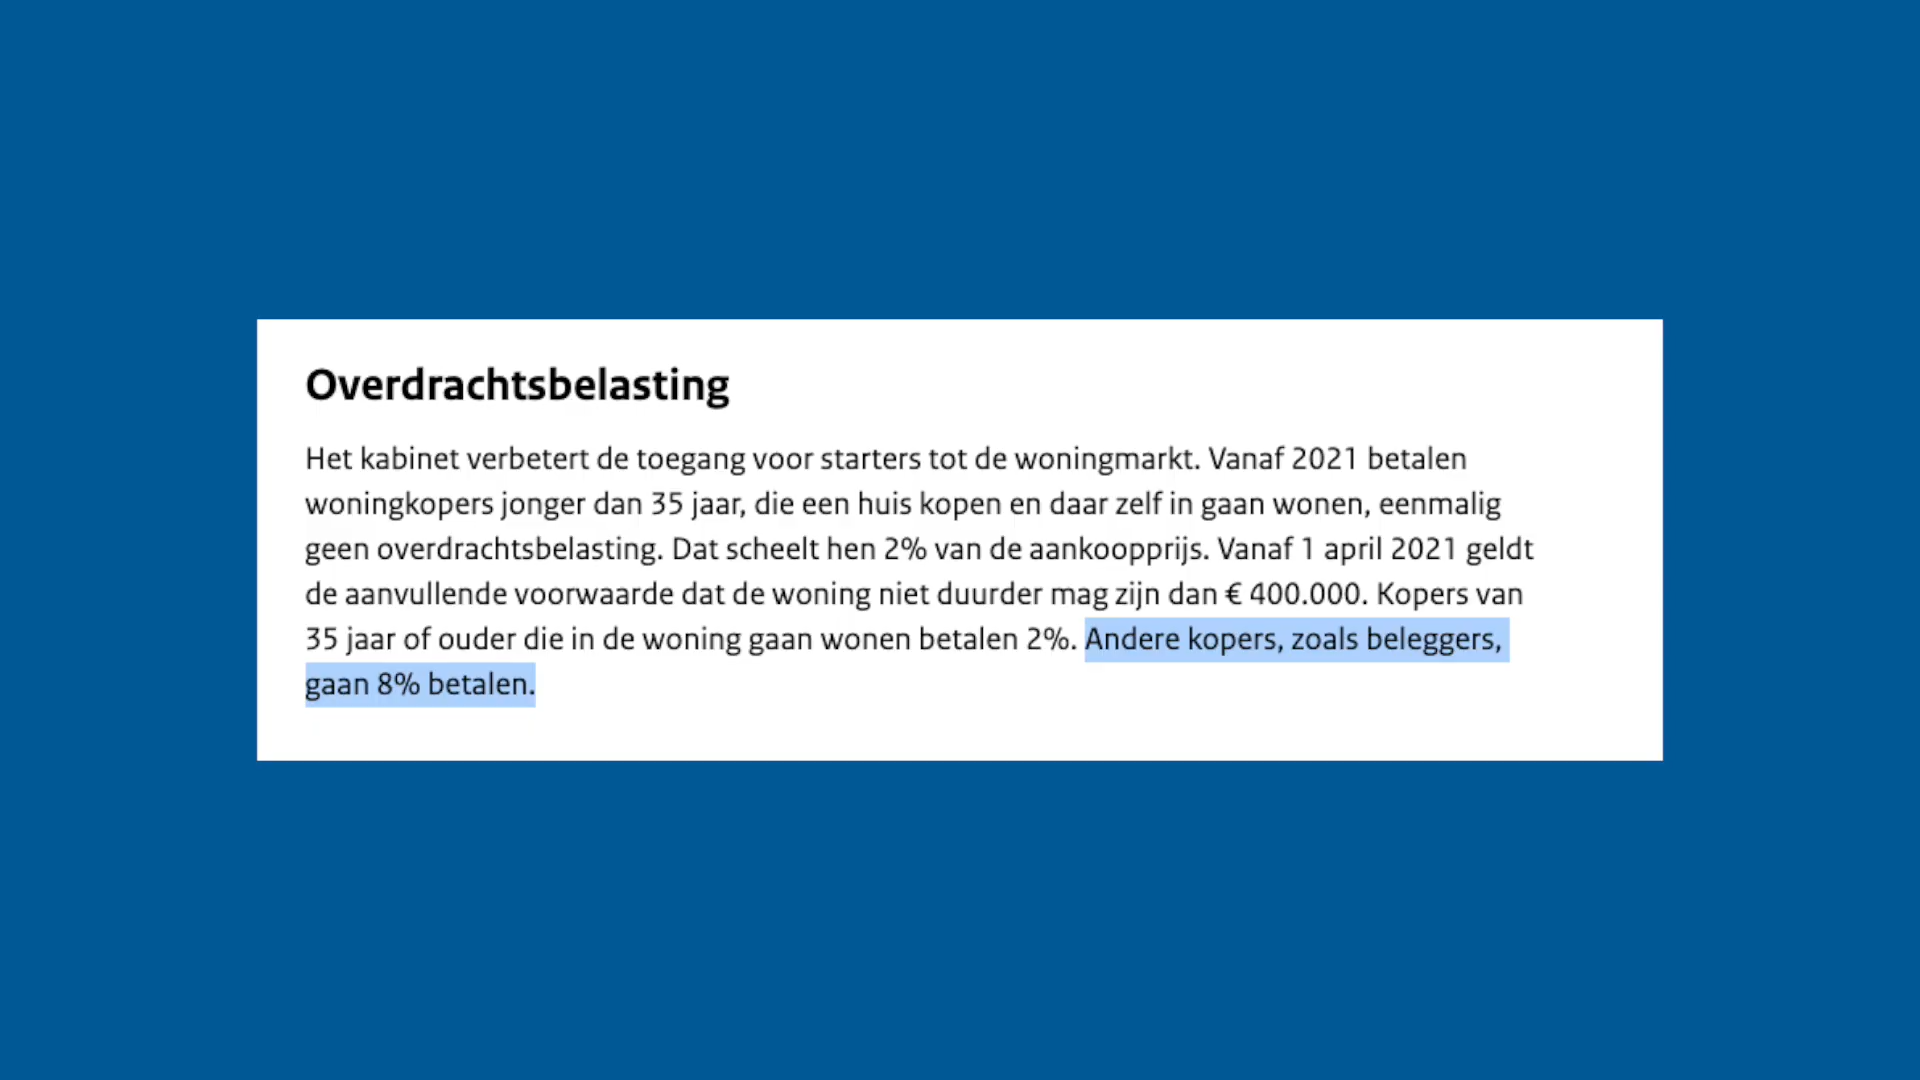 Overdrachtsbelasting
Het kabinet verbetert de toegang voor starters tot de woningmarkt. Vanaf 2021 betalen
woningkopers jonger dan 35 jaar, die een huis kopen en daar zelf in gaan wonen, eenmalig
geen overdrachtsbelasting. Dat scheelt hen 2% van de aankoopprijs. Vanaf 1 april 2021 geldt
de aanvullende voorwaarde dat de woning niet duurder mag zijn dan € 400.000. Kopers van
35 jaar of ouder die in de woning gaan wonen betalen 2%. Andere kopers, zoals beleggers,
gaan 8% betalen.